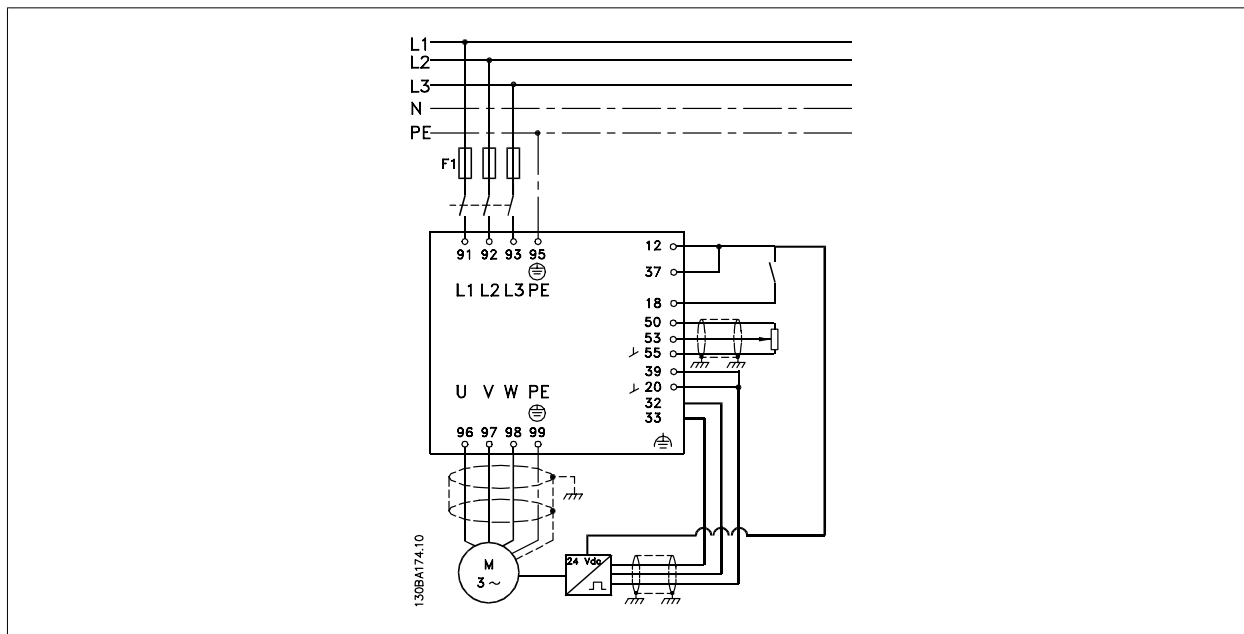 L1
L2
L3
N
PE
F1
91 92 93 95
L1 L2 L3 PE
12
37
18
50
53
55
39
20
32
33
U V W PE
96 97 98 99
M
3 ~
24 Vdc
130BA174.10